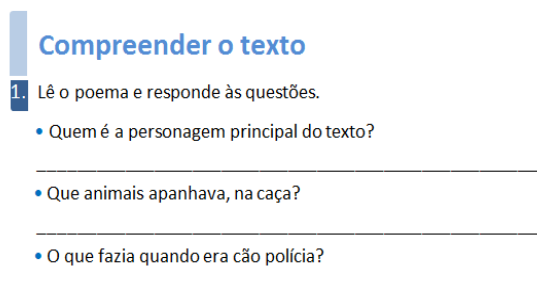 Compreender o texto
1. Lê o poema e responde às questões.
• Quem é a personagem principal do texto?
• Que animais apanhava, na caça?
• O que fazia quando era cão polícia?